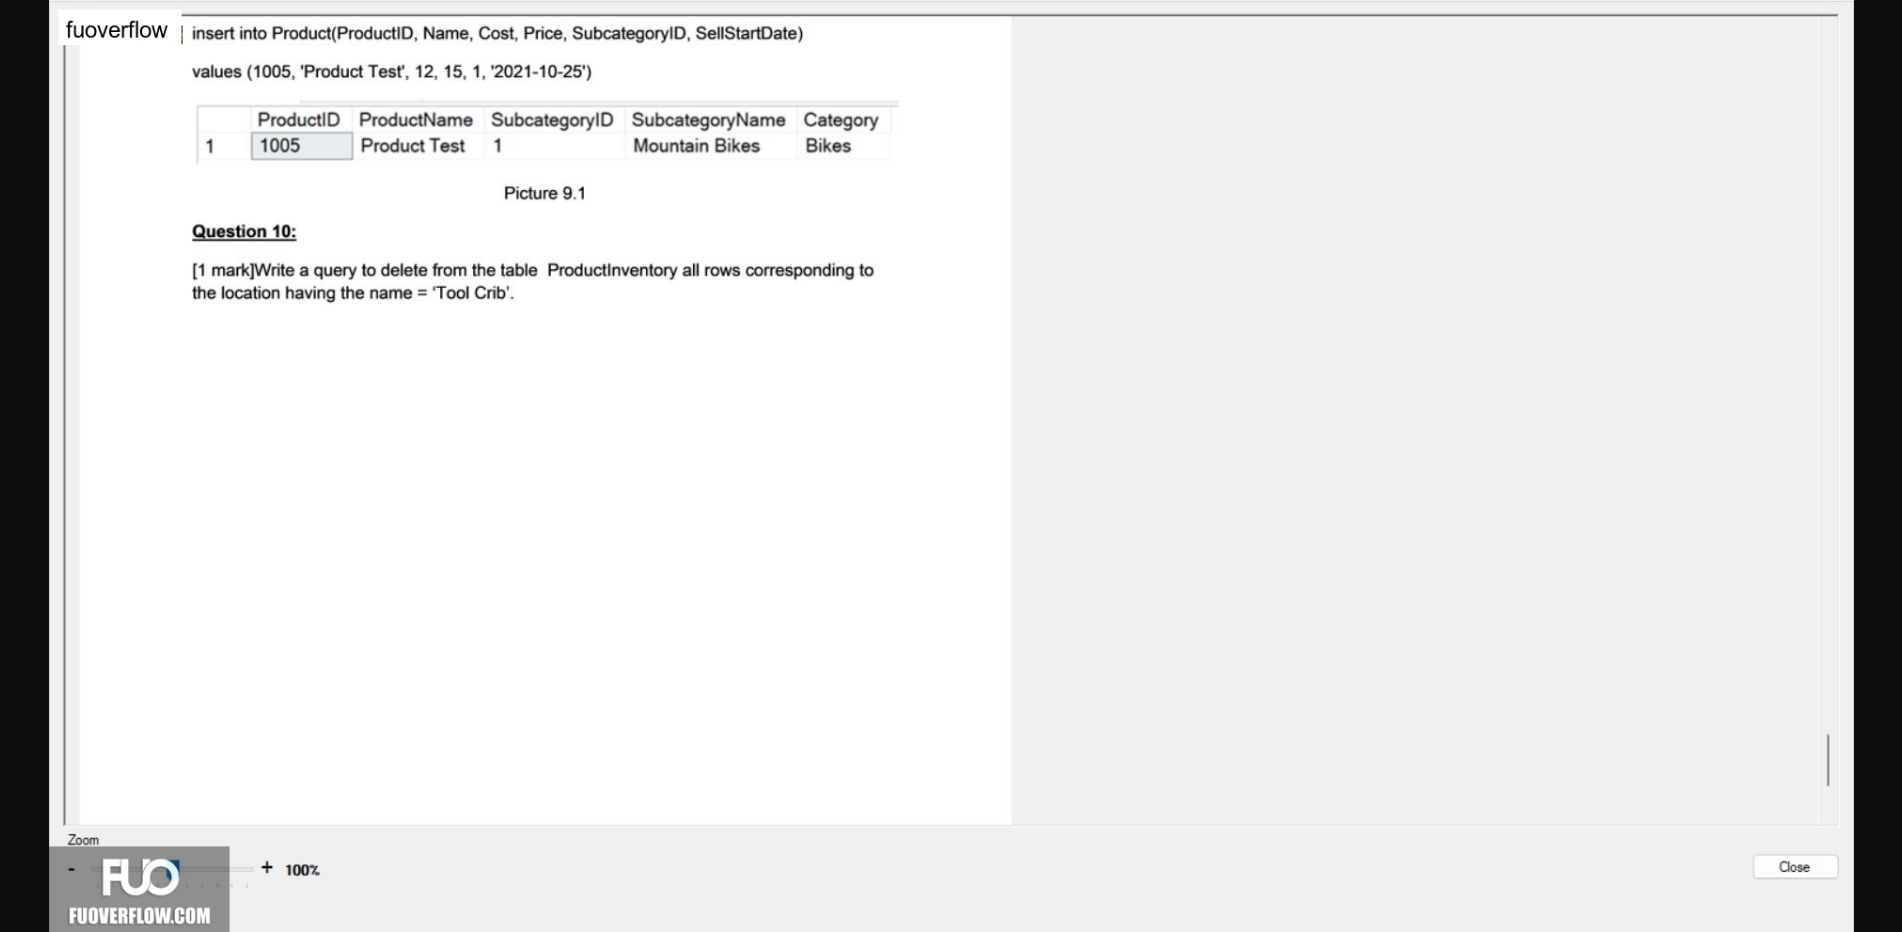 fuoverflow
insert into Product(ProductID, Name, Cost, Price, SubcategoryID, SellStartDate)
values (1005, 'Product Test', 12, 15, 1, '2021-10-25')
ProductID ProductName SubcategoryID SubcategoryName Category
1 1005 Product Test 1 Mountain Bikes Bikes
Picture 9.1
Question 10:
[1 mark]Write a query to delete from the table ProductInventory all rows corresponding to
the location having the name = 'Tool Crib'.
Zoom
- + 100%
Close
FUO
FUOVERFLOW.COM